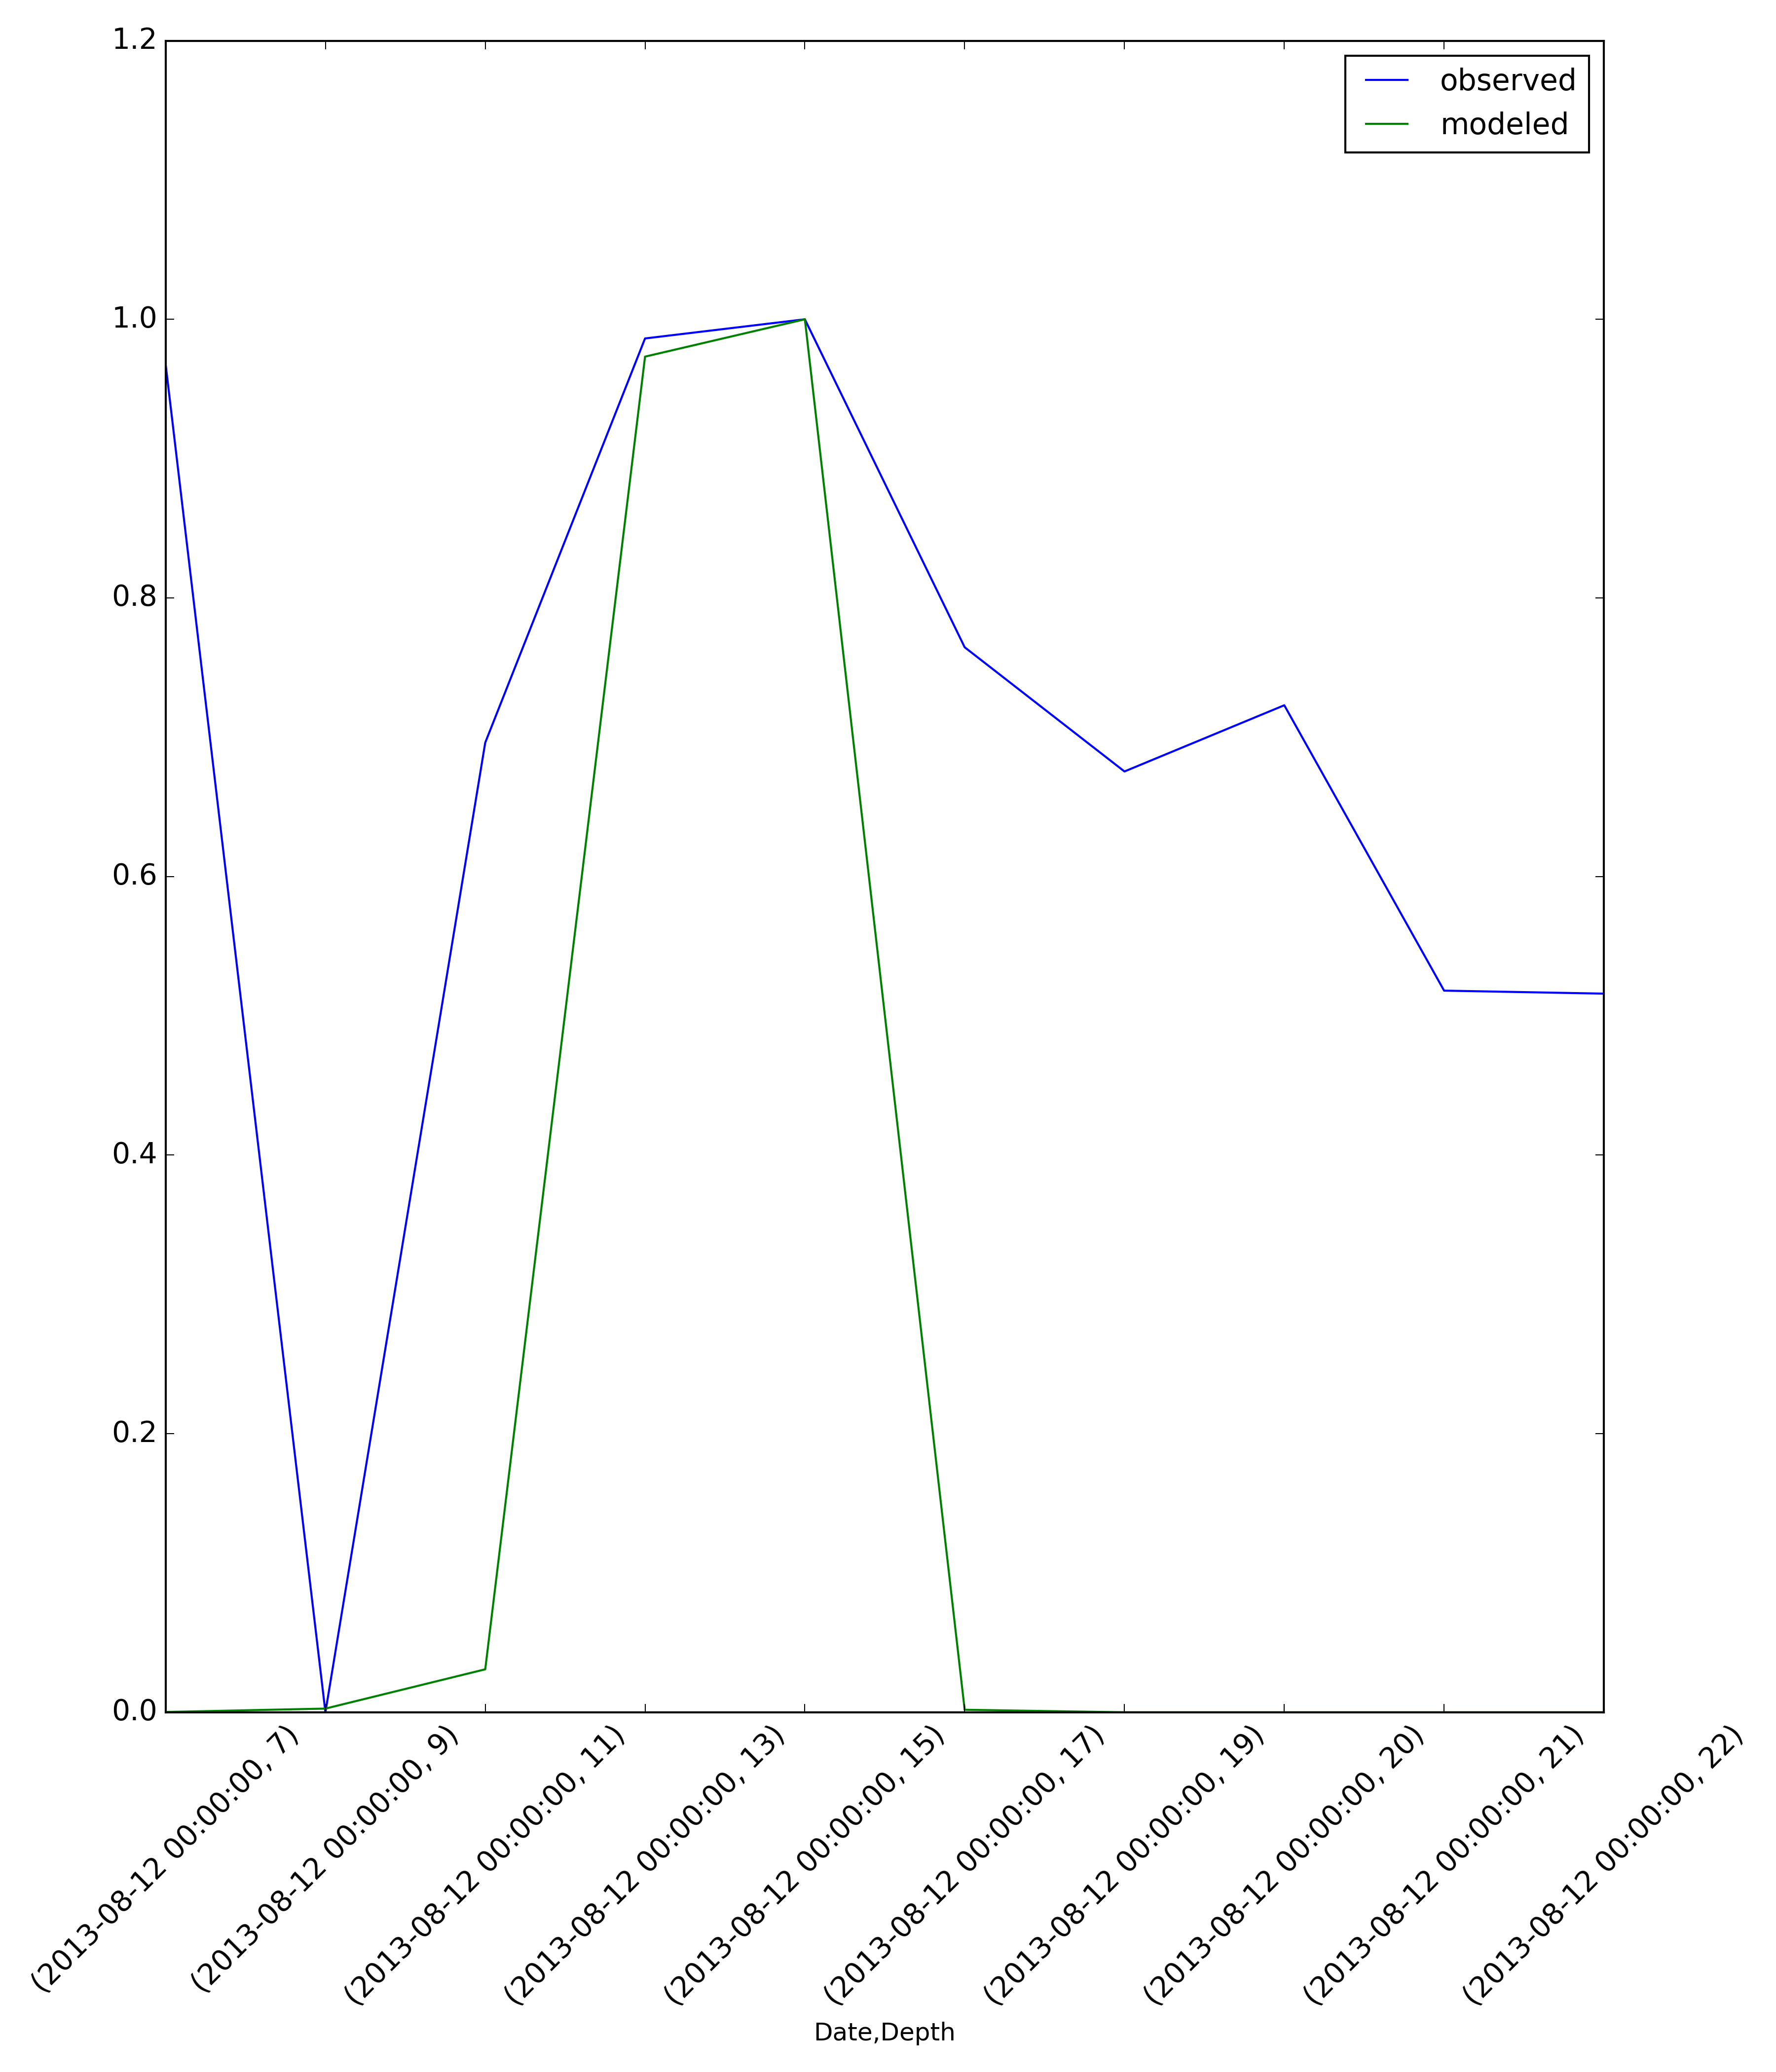 1.2
1.0
0.8
0.6
0.4
0.2
0.0
observed
modeled
(2013-08-12 00:00:00, 7)
(2013-08-12 00:00:00, 9)
(2013-08-12 00:00:00, 11)
(2013-08-12 00:00:00, 13)
(2013-08-12 00:00:00, 15)
(2013-08-12 00:00:00, 17)
(2013-08-12 00:00:00, 19)
(2013-08-12 00:00:00, 20)
(2013-08-12 00:00:00, 21)
(2013-08-12 00:00:00, 22)
Date,Depth